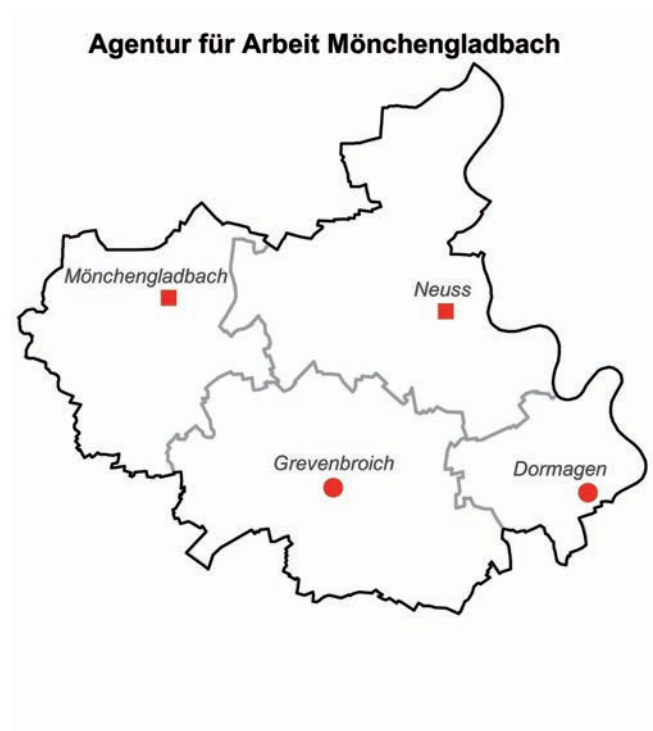 Agentur für Arbeit Mönchengladbach
Mönchengladbach
Neuss
Grevenbroich
Dormagen